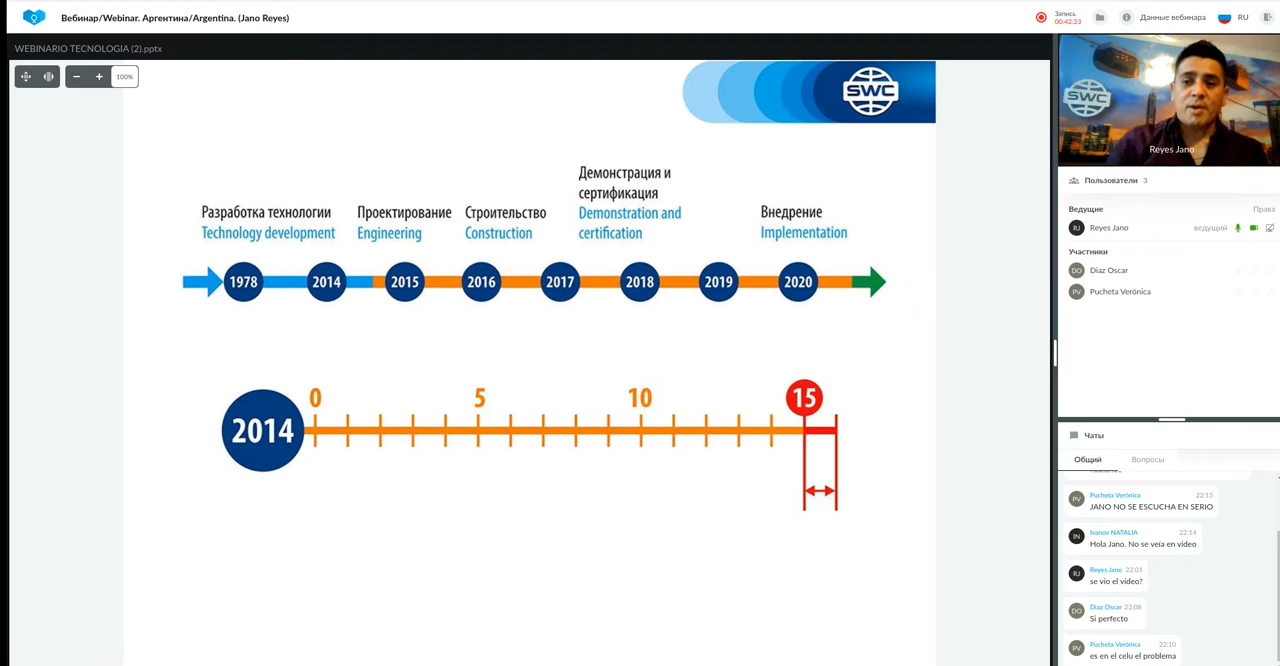 Вебинар/Webinar. Аргентина/Argentina. (Jano Reyes)
Запись
00:42:23
Данные вебинара
RU
WEBINARIO TECNOLOGIA (2).pptx
100%
SWC
Разработка технологии
Technology development
Проектирование
Engineering
Строительство
Construction
Демонстрация и
сертификация
Demonstration and
certification
Внедрение
Implementation
1978
2014
2015
2016
2017
2018
2019
2020
2014
0
5
10
15
SWC
Reyes Jano
Пользователи 3
Ведущие
Права
RJ
Reyes Jano
ведущий
Участники
DO
Diaz Oscar
PV
Pucheta Verónica
Чаты
Общий
Вопросы
PV
Pucheta Verónica 22:15
JANO NO SE ESCUCHA EN SERIO
IN
Ivanov NATALIA 22:14
Hola Jano. No se veía en video
RJ
Reyes Jano 22:01
se vio el video?
DO
Diaz Oscar 22:08
Si perfecto
PV
Pucheta Verónica 22:10
es en el celu el problema